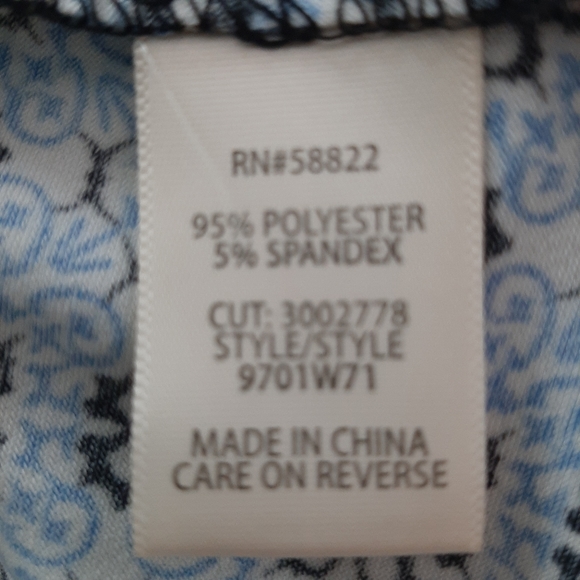 RN#58822
95% POLYESTER
5% SPANDEX
CUT: 3002778
STYLE/STYLE
9701W71
MADE IN CHINA
CARE ON REVERSE